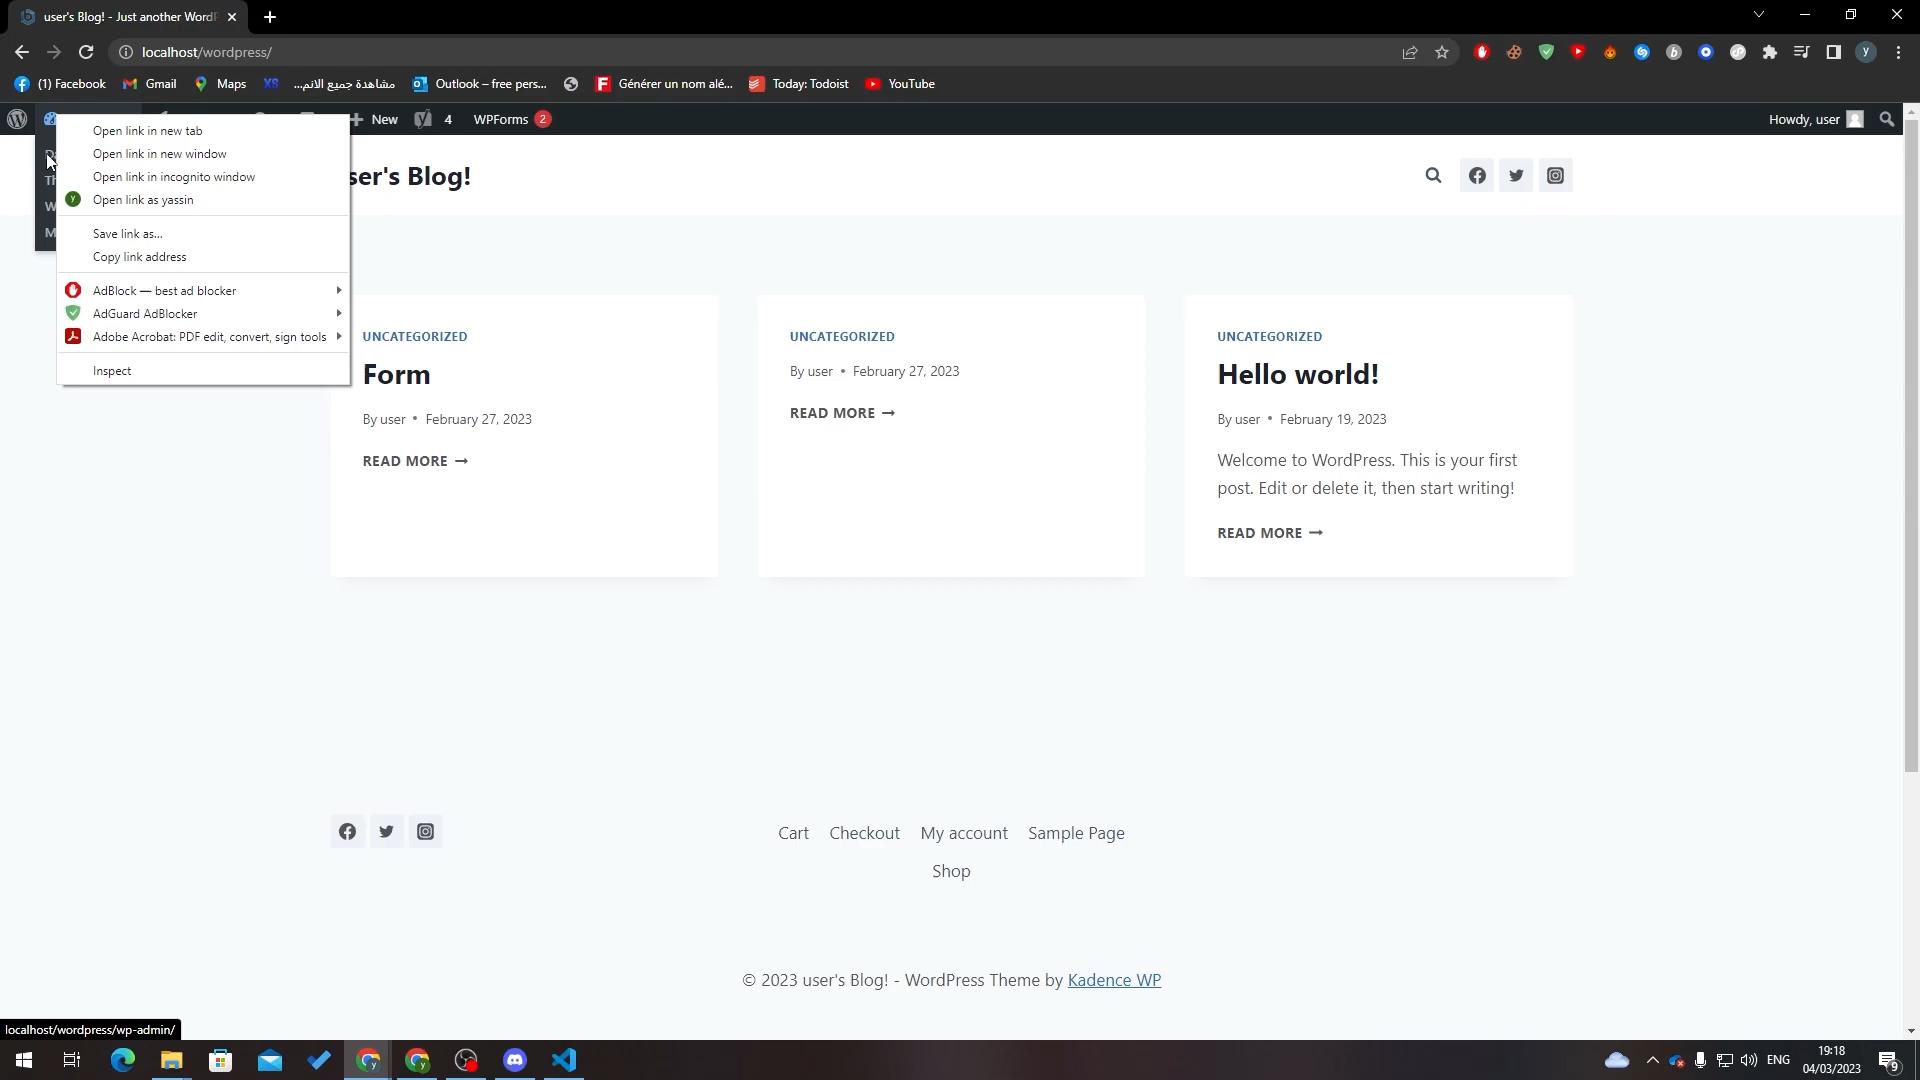 user's Blog! - Just another WordP
localhost/wordpress/
(1) Facebook
Gmail
Maps
XS
مشاهدة جميع الانم...
Outlook – free pers...
Générer un nom alé...
Today: Todoist
YouTube
New
4
WPForms 2
Howdy, user
Open link in new tab
Open link in new window
Open link in incognito window
Open link as yassin
Save link as...
Copy link address
AdBlock — best ad blocker
AdGuard AdBlocker
Adobe Acrobat: PDF edit, convert, sign tools
Inspect
ser's Blog!
UNCATEGORIZED
Form
By user • February 27, 2023
READ MORE →
UNCATEGORIZED
By user • February 27, 2023
READ MORE →
UNCATEGORIZED
Hello world!
By user • February 19, 2023
Welcome to WordPress. This is your first
post. Edit or delete it, then start writing!
READ MORE →
Cart Checkout My account Sample Page
Shop
© 2023 user's Blog! - WordPress Theme by Kadence WP
localhost/wordpress/wp-admin/
ENG
19:18
04/03/2023
9